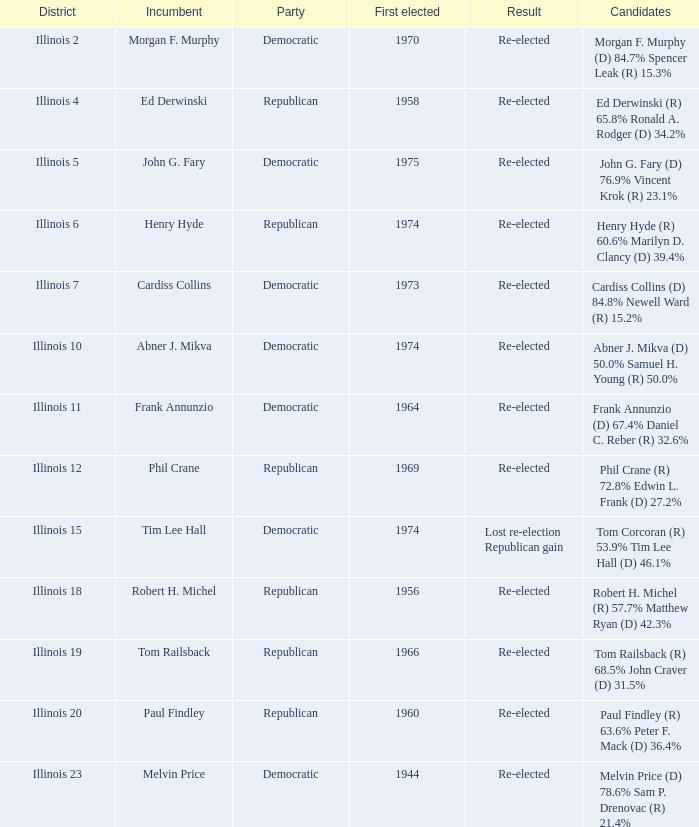 District Incumbent Party First elected Result Candidates
Illinois 2 Morgan F. Murphy Democratic 1970 Re-elected Morgan F. Murphy
(D) 84.7% Spencer
Leak (R) 15.3%
Illinois 4 Ed Derwinski Republican 1958 Re-elected Ed Derwinski (R)
65.8% Ronald A.
Rodger (D) 34.2%
Illinois 5 John G. Fary Democratic 1975 Re-elected John G. Fary (D)
76.9% Vincent
Krok (R) 23.1%
Illinois 6 Henry Hyde Republican 1974 Re-elected Henry Hyde (R)
60.6% Marilyn D.
Clancy (D) 39.4%
Illinois 7 Cardiss Collins Democratic 1973 Re-elected Cardiss Collins (D)
84.8% Newell Ward
(R) 15.2%
Illinois 10 Abner J. Mikva Democratic 1974 Re-elected Abner J. Mikva (D)
50.0% Samuel H.
Young (R) 50.0%
Illinois 11 Frank Annunzio Democratic 1964 Re-elected Frank Annunzio
(D) 67.4% Daniel
C. Reber (R) 32.6%
Illinois 12 Phil Crane Republican 1969 Re-elected Phil Crane (R)
72.8% Edwin L.
Frank (D) 27.2%
Illinois 15 Tim Lee Hall Democratic 1974 Lost re-election
Republican gain Tom Corcoran (R)
53.9% Tim Lee
Hall (D) 46.1%
Illinois 18 Robert H. Michel Republican 1956 Re-elected Robert H. Michel
(R) 57.7% Matthew
Ryan (D) 42.3%
Illinois 19 Tom Railsback Republican 1966 Re-elected Tom Railsback (R)
68.5% John Craver
(D) 31.5%
Illinois 20 Paul Findley Republican 1960 Re-elected Paul Findley (R)
63.6% Peter F.
Mack (D) 36.4%
Illinois 23 Melvin Price Democratic 1944 Re-elected Melvin Price (D)
78.6% Sam P.
Drenovac (R)
21.4%